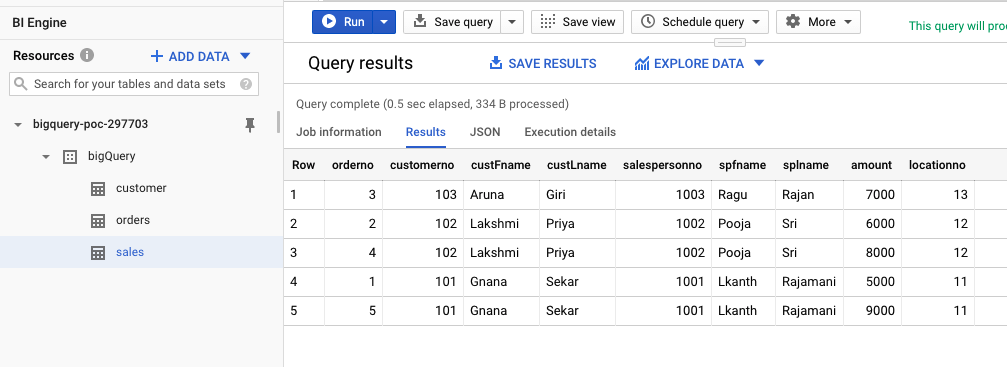 BI Engine
Resources
ADD DATA
Search for your tables and data sets
bigquery-poc-297703
bigQuery
customer
orders
sales
Run Save query Save view Schedule query More This query will pro
Query results SAVE RESULTS EXPLORE DATA
Query complete (0.5 sec elapsed, 334 B processed)
Job information Results JSON Execution details
Row orderno customerno custFname custLname salespersonno spfname splname amount locationno
1 3 103 Aruna Giri 1003 Ragu Rajan 7000 13
2 2 102 Lakshmi Priya 1002 Pooja Sri 6000 12
3 4 102 Lakshmi Priya 1002 Pooja Sri 8000 12
4 1 101 Gnana Sekar 1001 Lkanth Rajamani 5000 11
5 5 101 Gnana Sekar 1001 Lkanth Rajamani 9000 11